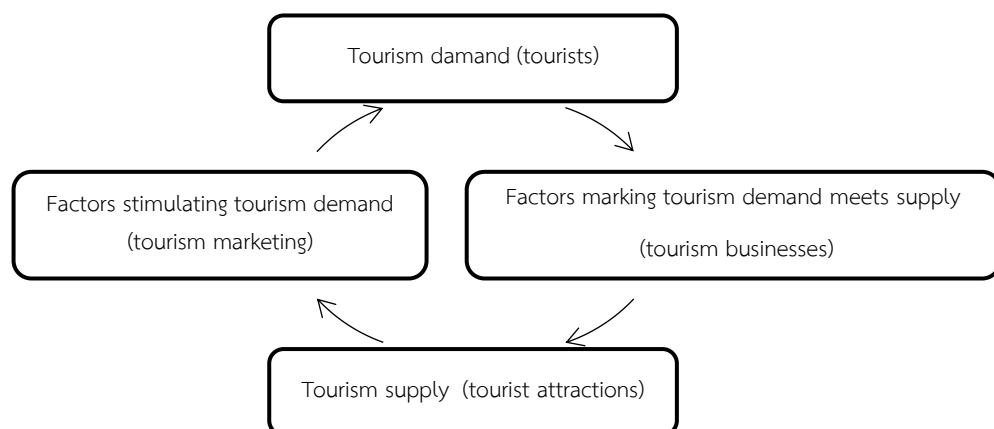 Tourism damand (tourists)
Factors stimulating tourism demand
(tourism marketing)
Factors marking tourism demand meets supply
(tourism businesses)
Tourism supply (tourist attractions)